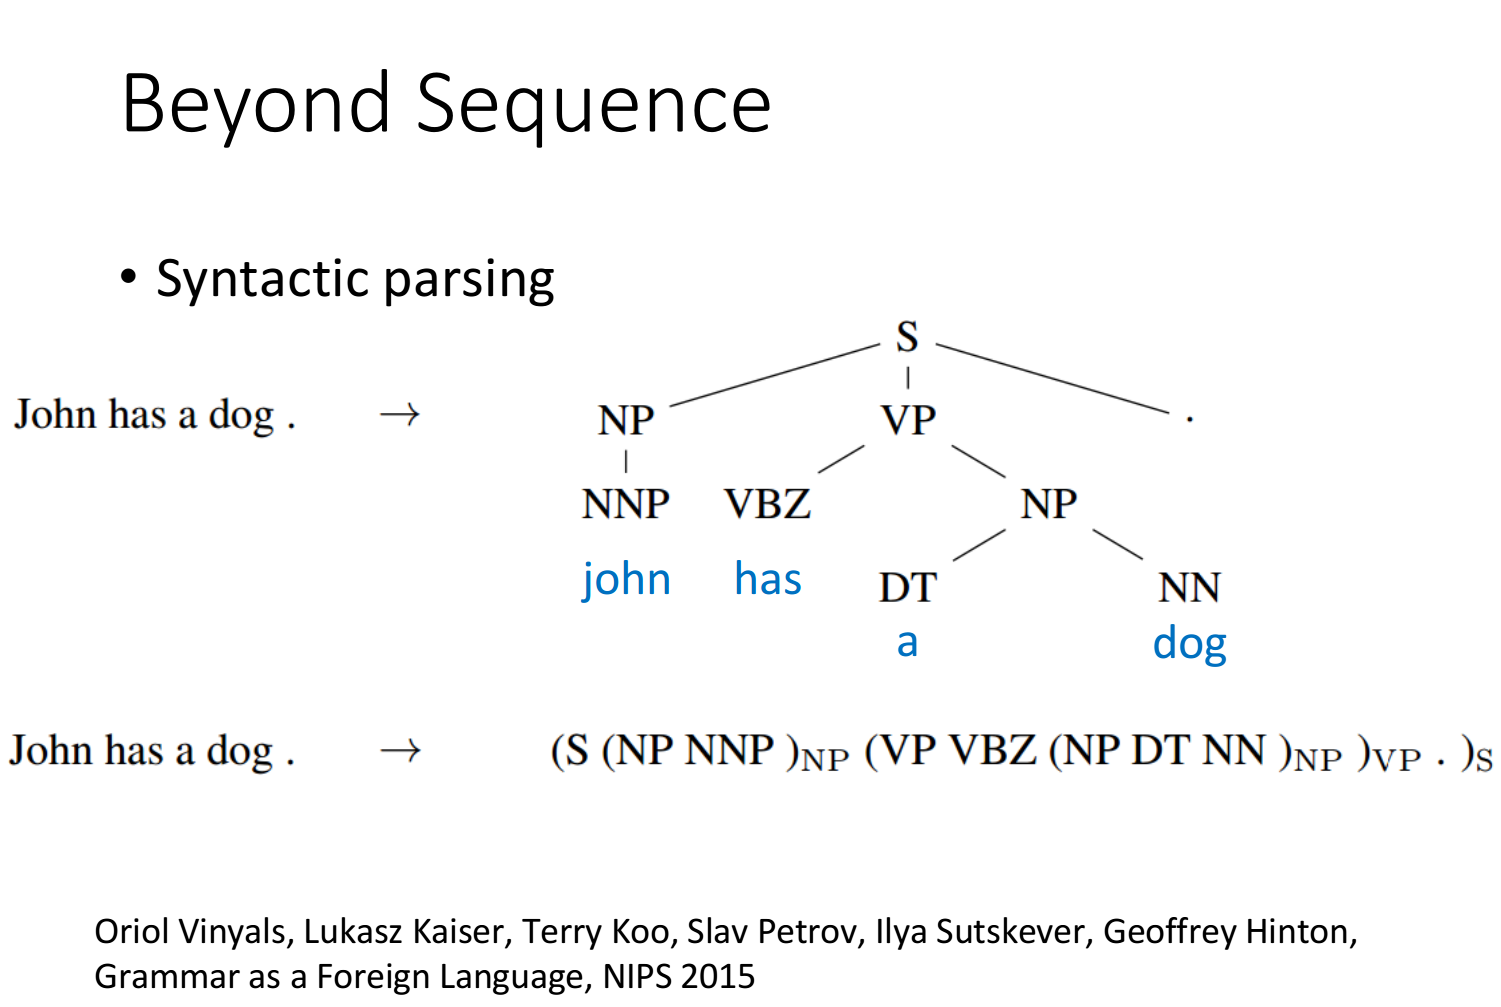 Beyond Sequence
• Syntactic parsing
S
John has a dog . → NP VP .
NNP VBZ NP
john has DT NN
a dog
John has a dog . → (S (NP NNP )NP (VP VBZ (NP DT NN )NP )VP . )S
Oriol Vinyals, Lukasz Kaiser, Terry Koo, Slav Petrov, Ilya Sutskever, Geoffrey Hinton,
Grammar as a Foreign Language, NIPS 2015